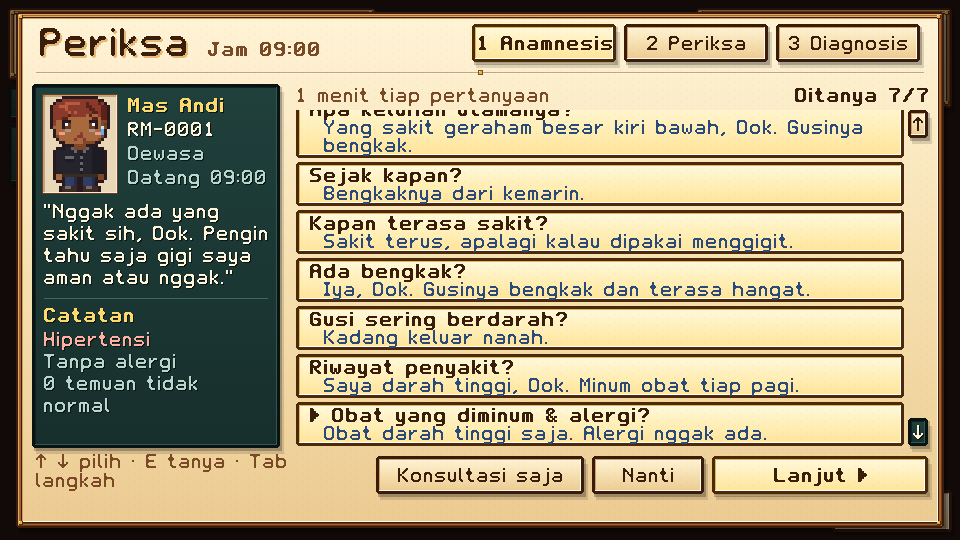 Periksa Jam 09:00
1 Anamnesis
2 Periksa
3 Diagnosis
Mas Andi
RM-0001
Dewasa
Datang 09:00
"Nggak ada yang
sakit sih, Dok. Pengin
tahu saja gigi saya
aman atau nggak."
Catatan
Hipertensi
Tanpa alergi
0 temuan tidak
normal
1 menit tiap pertanyaan
Ditanya 7/7
Apa keluhan utamanya?
Yang sakit geraham besar kiri bawah, Dok. Gusinya
bengkak.
Sejak kapan?
Bengkaknya dari kemarin.
Kapan terasa sakit?
Sakit terus, apalagi kalau dipakai menggigit.
Ada bengkak?
Iya, Dok. Gusinya bengkak dan terasa hangat.
Gusi sering berdarah?
Kadang keluar nanah.
Riwayat penyakit?
Saya darah tinggi, Dok. Minum obat tiap pagi.
Obat yang diminum & alergi?
Obat darah tinggi saja. Alergi nggak ada.
↑ ↓ pilih · E tanya · Tab
langkah
Konsultasi saja
Nanti
Lanjut